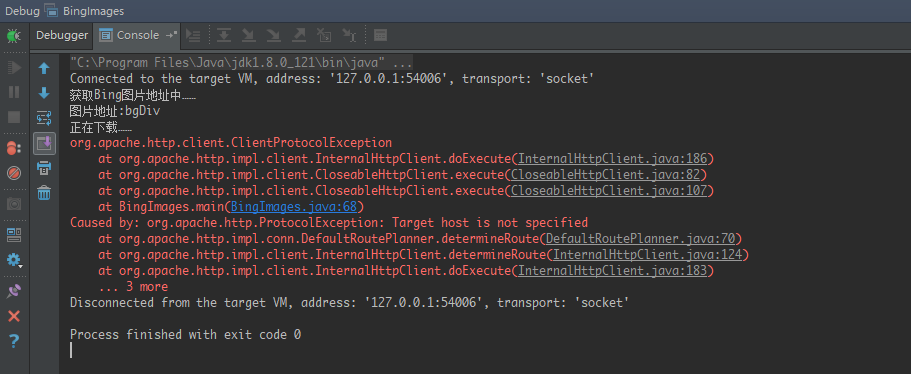 Debug BingImages
Debugger Console
"C:\Program Files\Java\jdk1.8.0_121\bin\java" ...
Connected to the target VM, address: '127.0.0.1:54006', transport: 'socket'
获取Bing图片地址中……
图片地址:bgDiv
正在下载……
org.apache.http.client.ClientProtocolException
at org.apache.http.impl.client.InternalHttpClient.doExecute(InternalHttpClient.java:186)
at org.apache.http.impl.client.CloseableHttpClient.execute(CloseableHttpClient.java:82)
at org.apache.http.impl.client.CloseableHttpClient.execute(CloseableHttpClient.java:107)
at BingImages.main(BingImages.java:68)
Caused by: org.apache.http.ProtocolException: Target host is not specified
at org.apache.http.impl.conn.DefaultRoutePlanner.determineRoute(DefaultRoutePlanner.java:70)
at org.apache.http.impl.client.InternalHttpClient.determineRoute(InternalHttpClient.java:124)
at org.apache.http.impl.client.InternalHttpClient.doExecute(InternalHttpClient.java:183)
... 3 more
Disconnected from the target VM, address: '127.0.0.1:54006', transport: 'socket'
Process finished with exit code 0